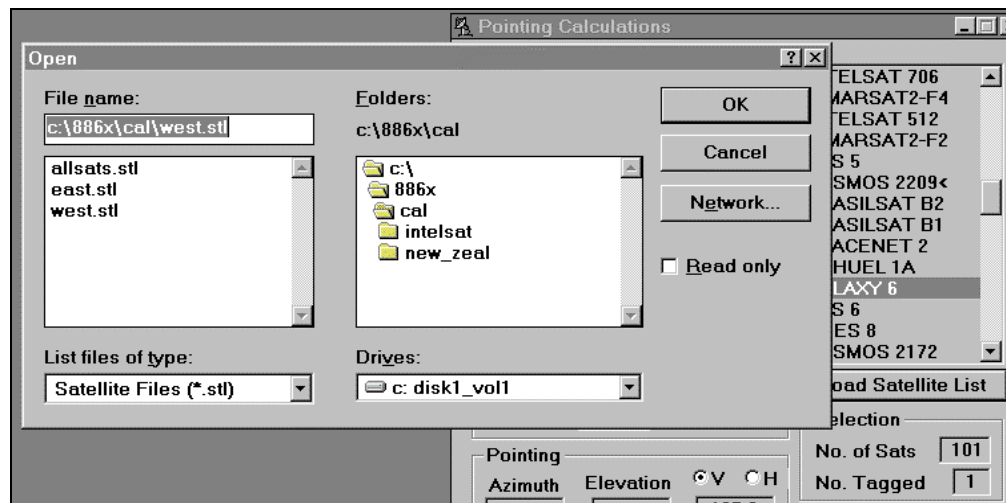 Pointing Calculations
Open
File name:
c:\886x\cal\west.stl
allsats.stl
east.stl
west.stl
List files of type:
Satellite Files (*.stl)
Folders:
c:\886x\cal
c:\
886x
cal
intelsat
new_zeal
Drives:
c: disk1_vol1
OK
Cancel
Network...
Read only
TELSAT 706
MARSAT2-F4
TELSAT 512
MARSAT2-F2
S 5
SMOS 2209<
ASILSAT B2
ASILSAT B1
ACENET 2
HUEL 1A
LAXY 6
S 6
ES 8
SMOS 2172
oad Satellite List
election
No. of Sats 101
No. Tagged 1
Pointing
Azimuth Elevation V H